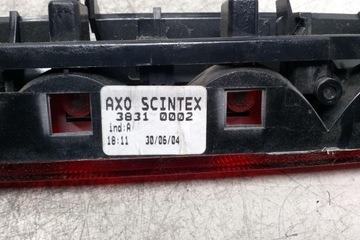 AXO SCINTEX
3831 0002
ind:A
18:11 30/06/04